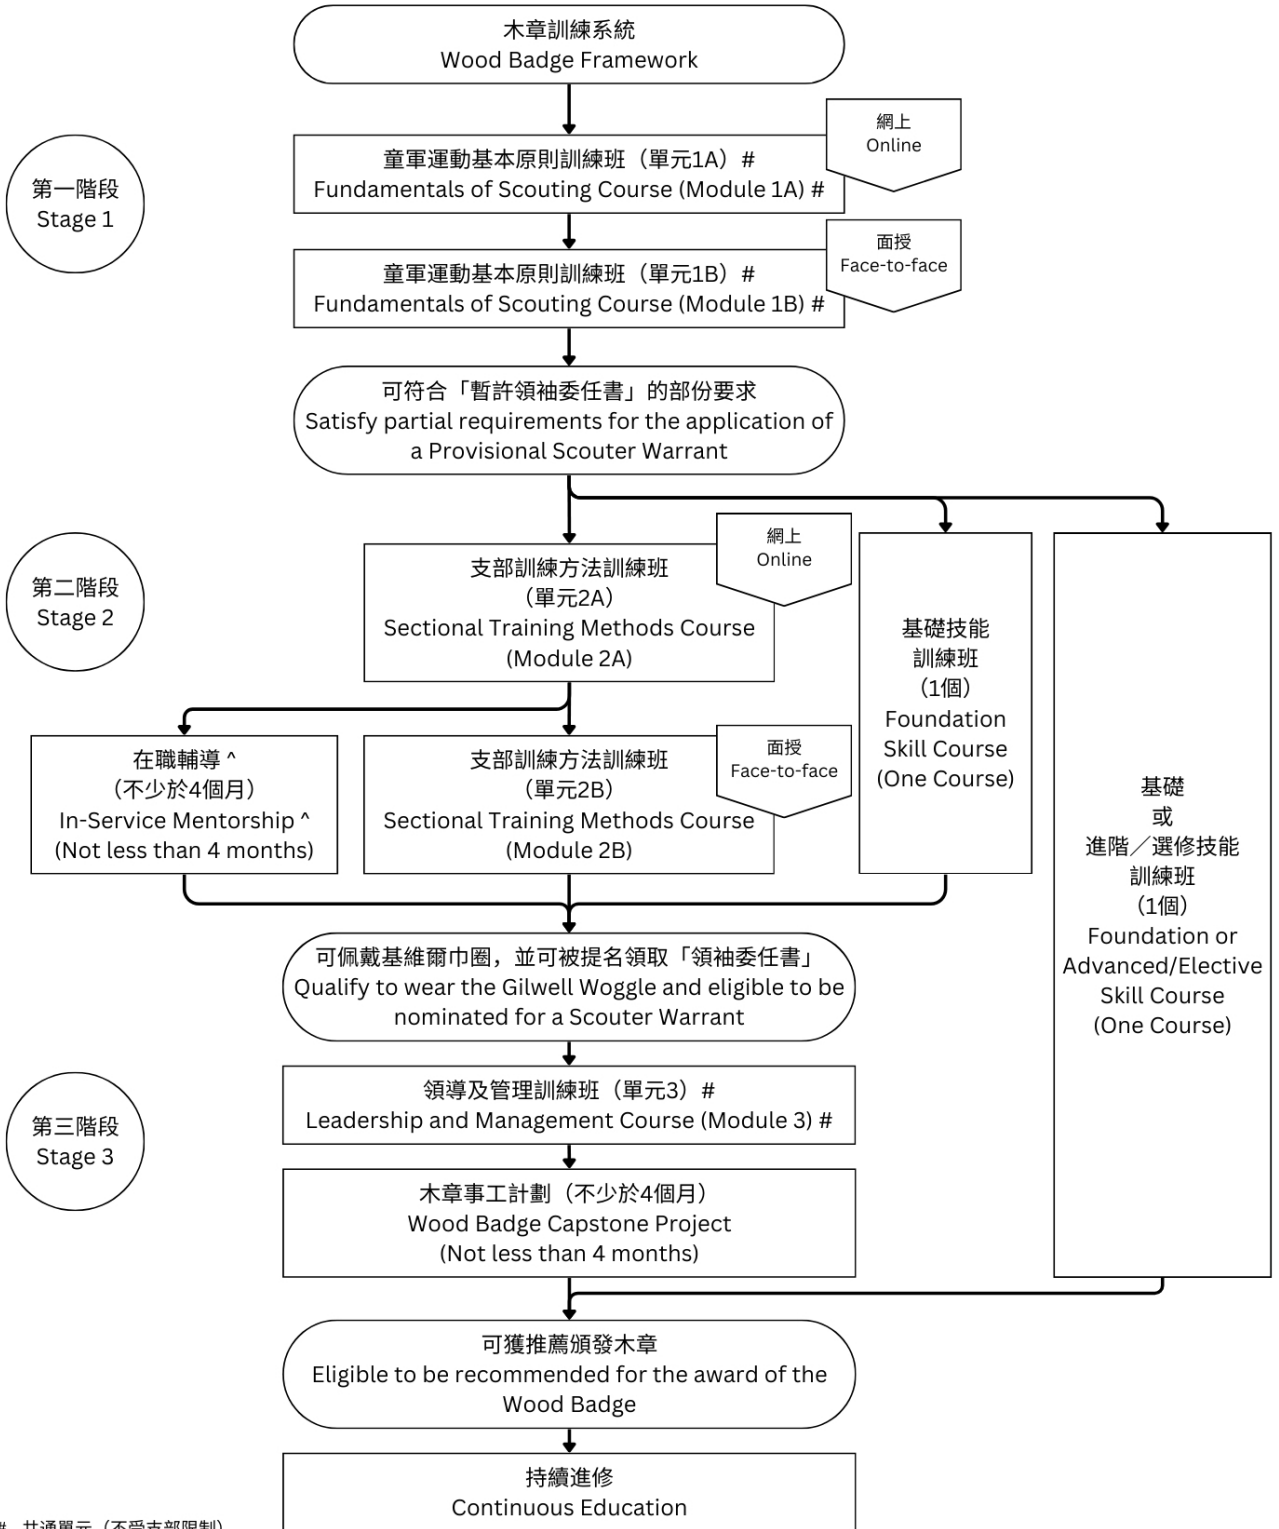 木章訓練系統
Wood Badge Framework
網上
Online
第一階段
Stage 1
童軍運動基本原則訓練班（單元1A）#
Fundamentals of Scouting Course (Module 1A) #
面授
Face-to-face
童軍運動基本原則訓練班（單元1B）#
Fundamentals of Scouting Course (Module 1B) #
可符合「暫許領袖委任書」的部份要求
Satisfy partial requirements for the application of
a Provisional Scouter Warrant
第二階段
Stage 2
網上
Online
支部訓練方法訓練班
（單元2A）
Sectional Training Methods Course
(Module 2A)
基礎技能
訓練班
（1個）
Foundation
Skill Course
(One Course)
基礎
或
進階／選修技能
訓練班
（1個）
Foundation or
Advanced/Elective
Skill Course
(One Course)
在職輔導 ^
（不少於4個月）
In-Service Mentorship ^
(Not less than 4 months)
面授
Face-to-face
支部訓練方法訓練班
（單元2B）
Sectional Training Methods Course
(Module 2B)
可佩戴基維爾巾圈，並可被提名領取「領袖委任書」
Qualify to wear the Gilwell Woggle and eligible to be
nominated for a Scouter Warrant
第三階段
Stage 3
領導及管理訓練班（單元3）#
Leadership and Management Course (Module 3) #
木章事工計劃（不少於4個月）
Wood Badge Capstone Project
(Not less than 4 months)
可獲推薦頒發木章
Eligible to be recommended for the award of the
Wood Badge
持續進修
Continuous Education
# 共通單元（不受支部限制）